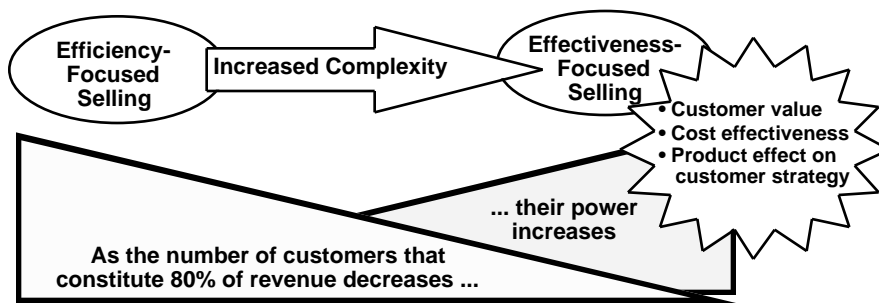 Efficiency-
Focused
Selling
Increased Complexity
Effectiveness-
Focused
Selling
• Customer value
• Cost effectiveness
• Product effect on
customer strategy
... their power
increases
As the number of customers that
constitute 80% of revenue decreases ...